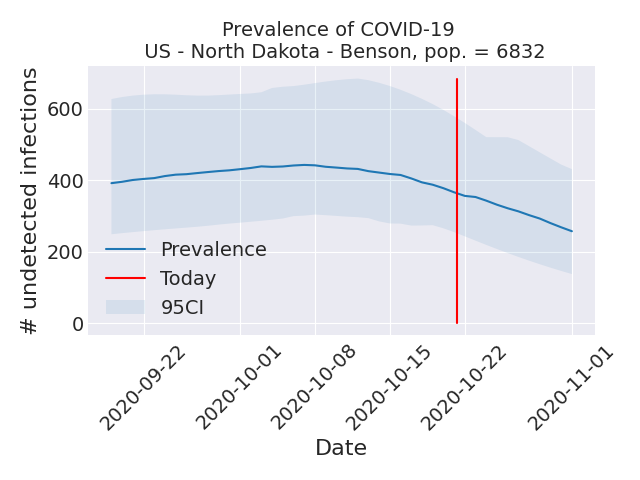 Prevalence of COVID-19
US - North Dakota - Benson, pop. = 6832
# undetected infections
600
400
200
0
Prevalence
Today
95CI
2020-09-22
2020-10-01
2020-10-08
2020-10-15
2020-10-22
2020-11-01
Date